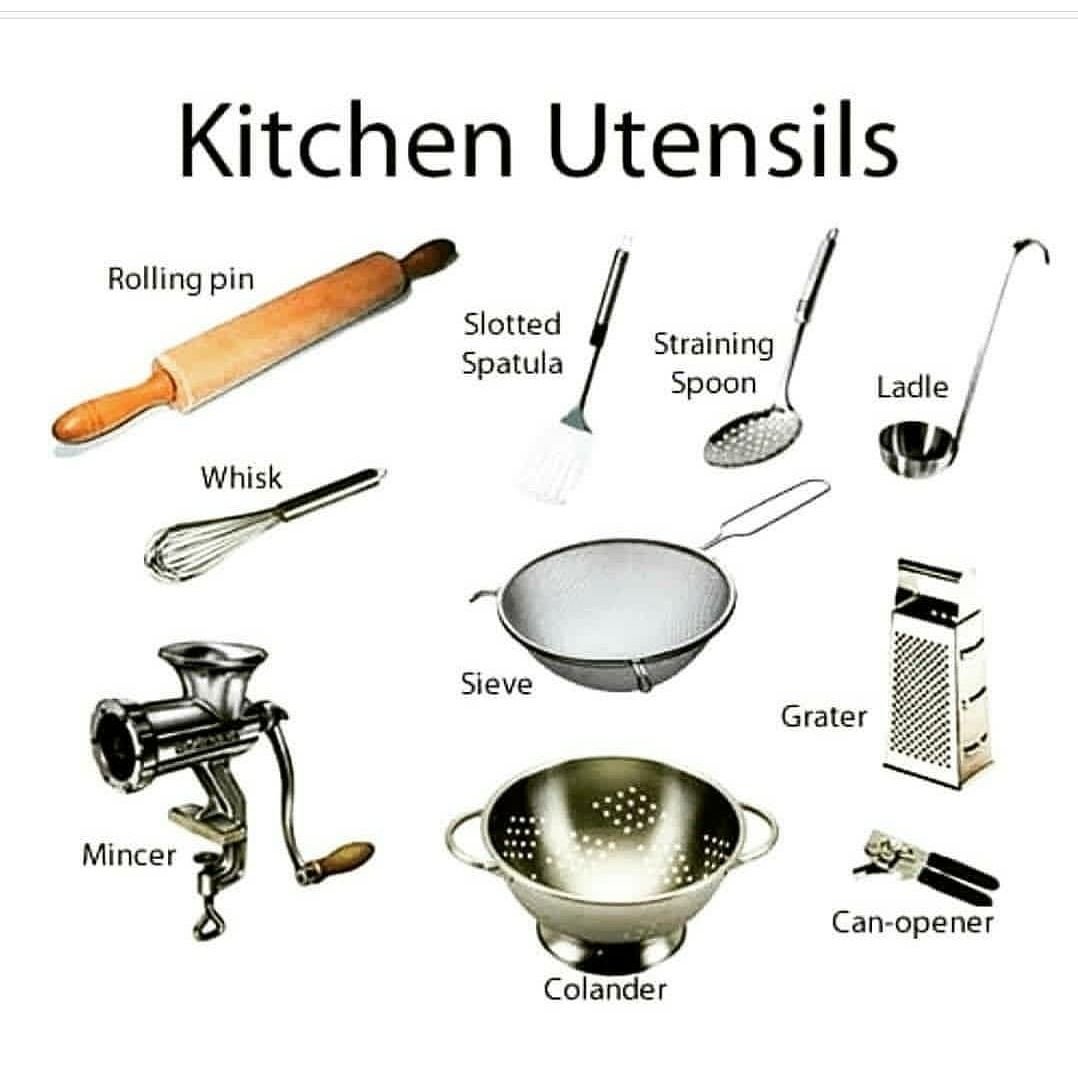 Kitchen Utensils
Rolling pin
Slotted
Spatula
Straining
Spoon
Ladle
Whisk
Sieve
Grater
Mincer
Can-opener
Colander